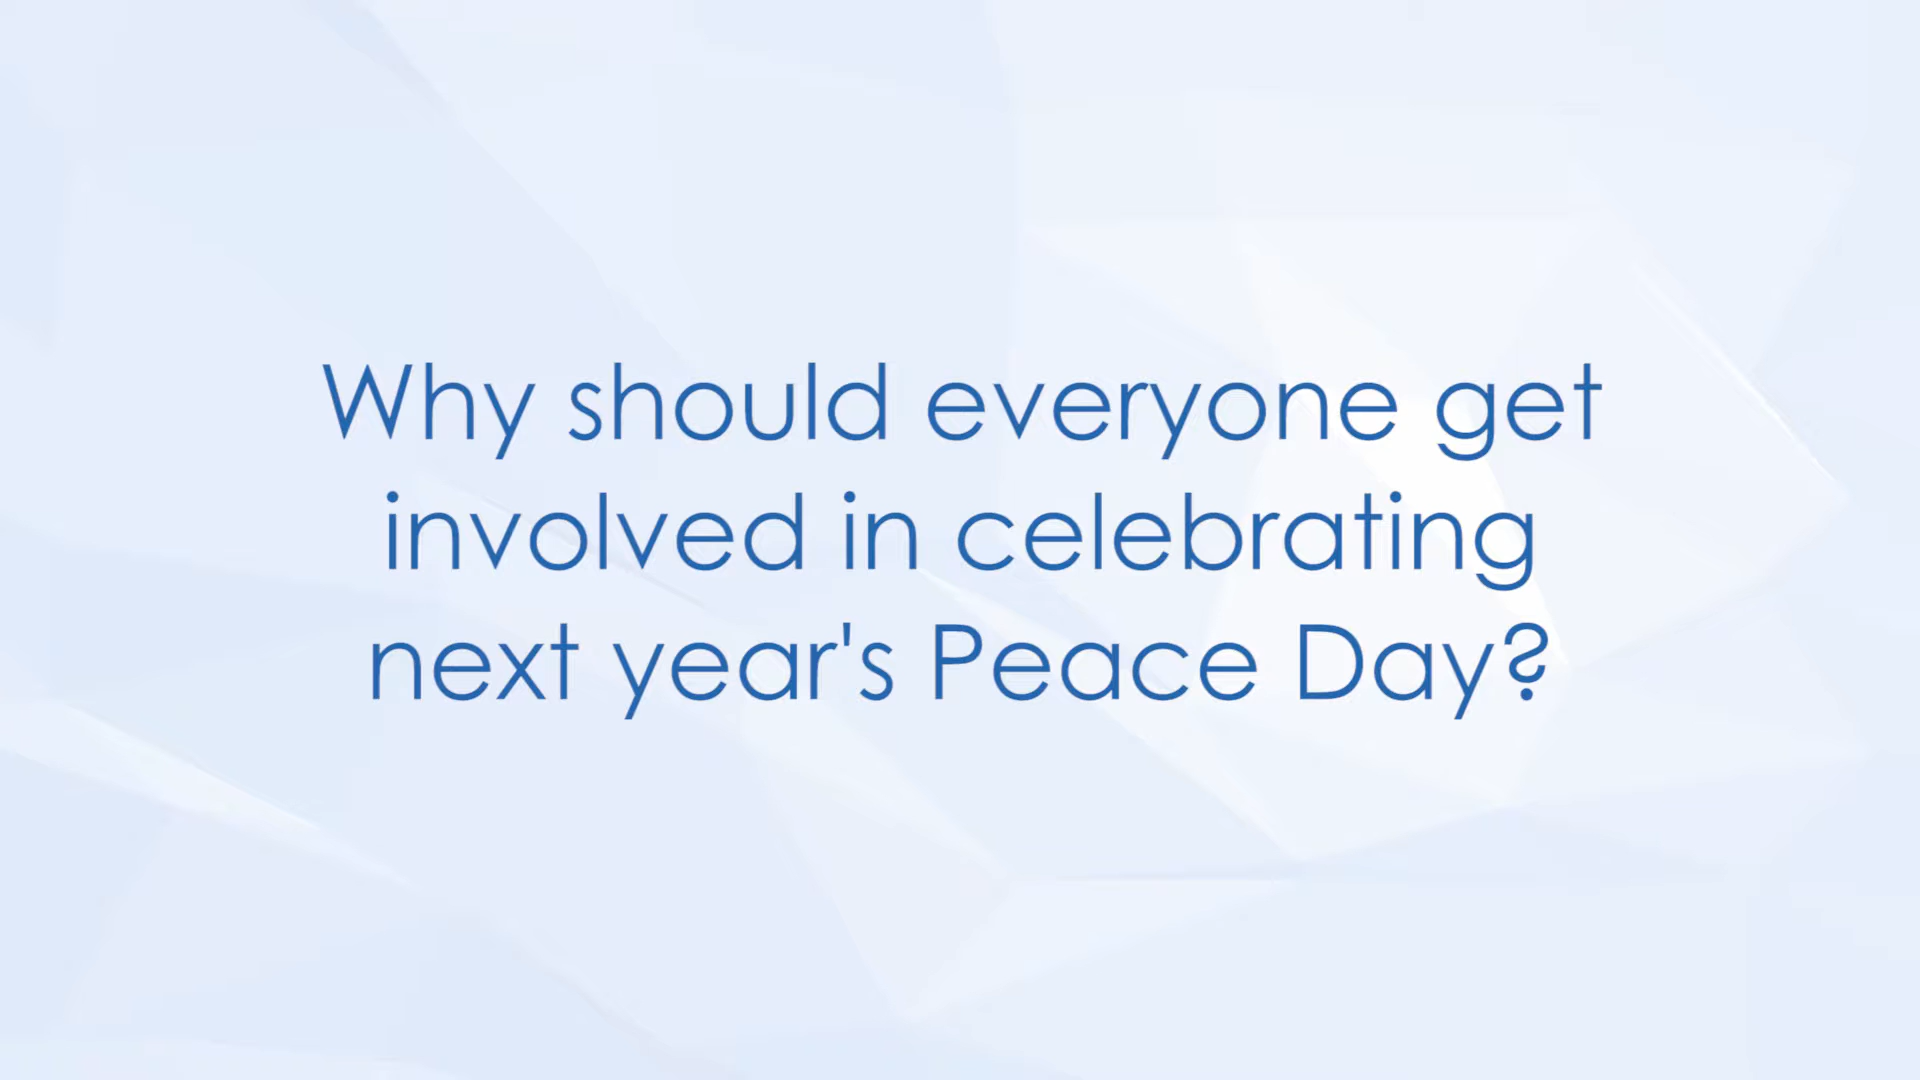 Why should everyone get
involved in celebrating
next year's Peace Day?